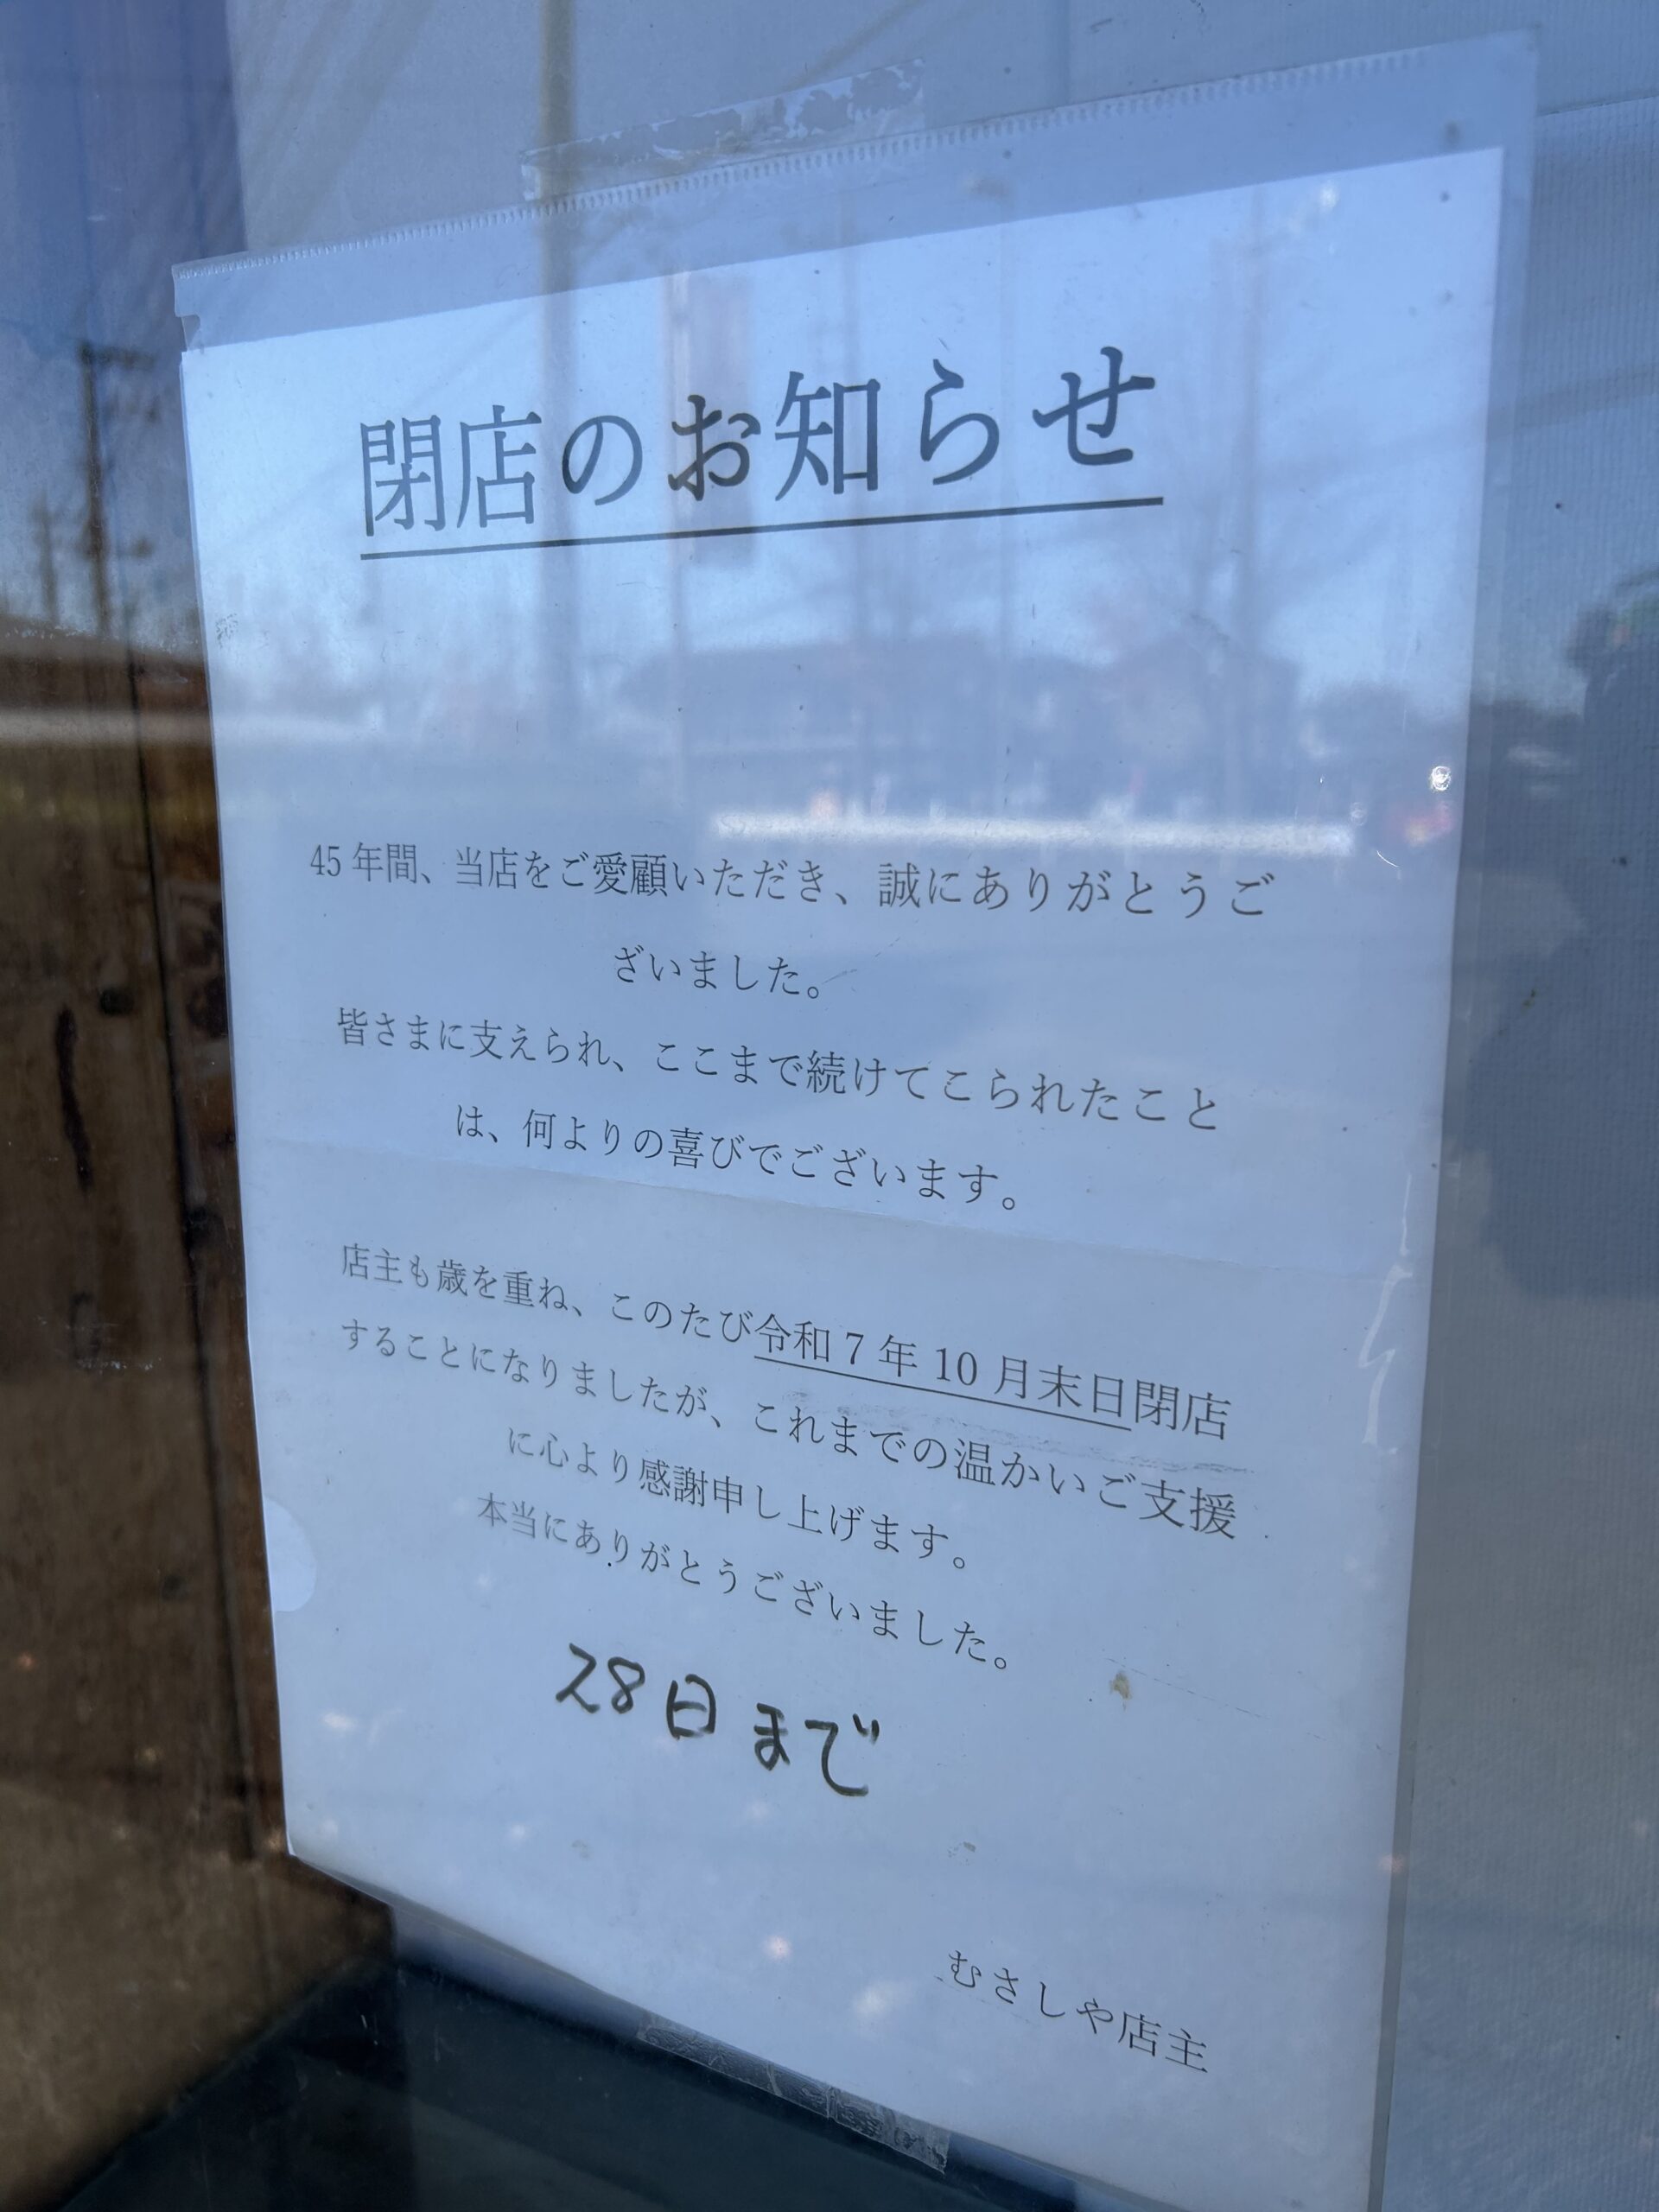 閉店のお知らせ
45年間、当店をご愛顧いただき、誠にありがとうご
ざいました。
皆さまに支えられ、ここまで続けてこられたこと
は、何よりの喜びでございます。
店主も歳を重ね、このたび令和7年10月末日閉店
することになりましたが、これまでの温かいご支援
に心より感謝申し上げます。
本当にありがとうございました。
28日まで
むさしや店主